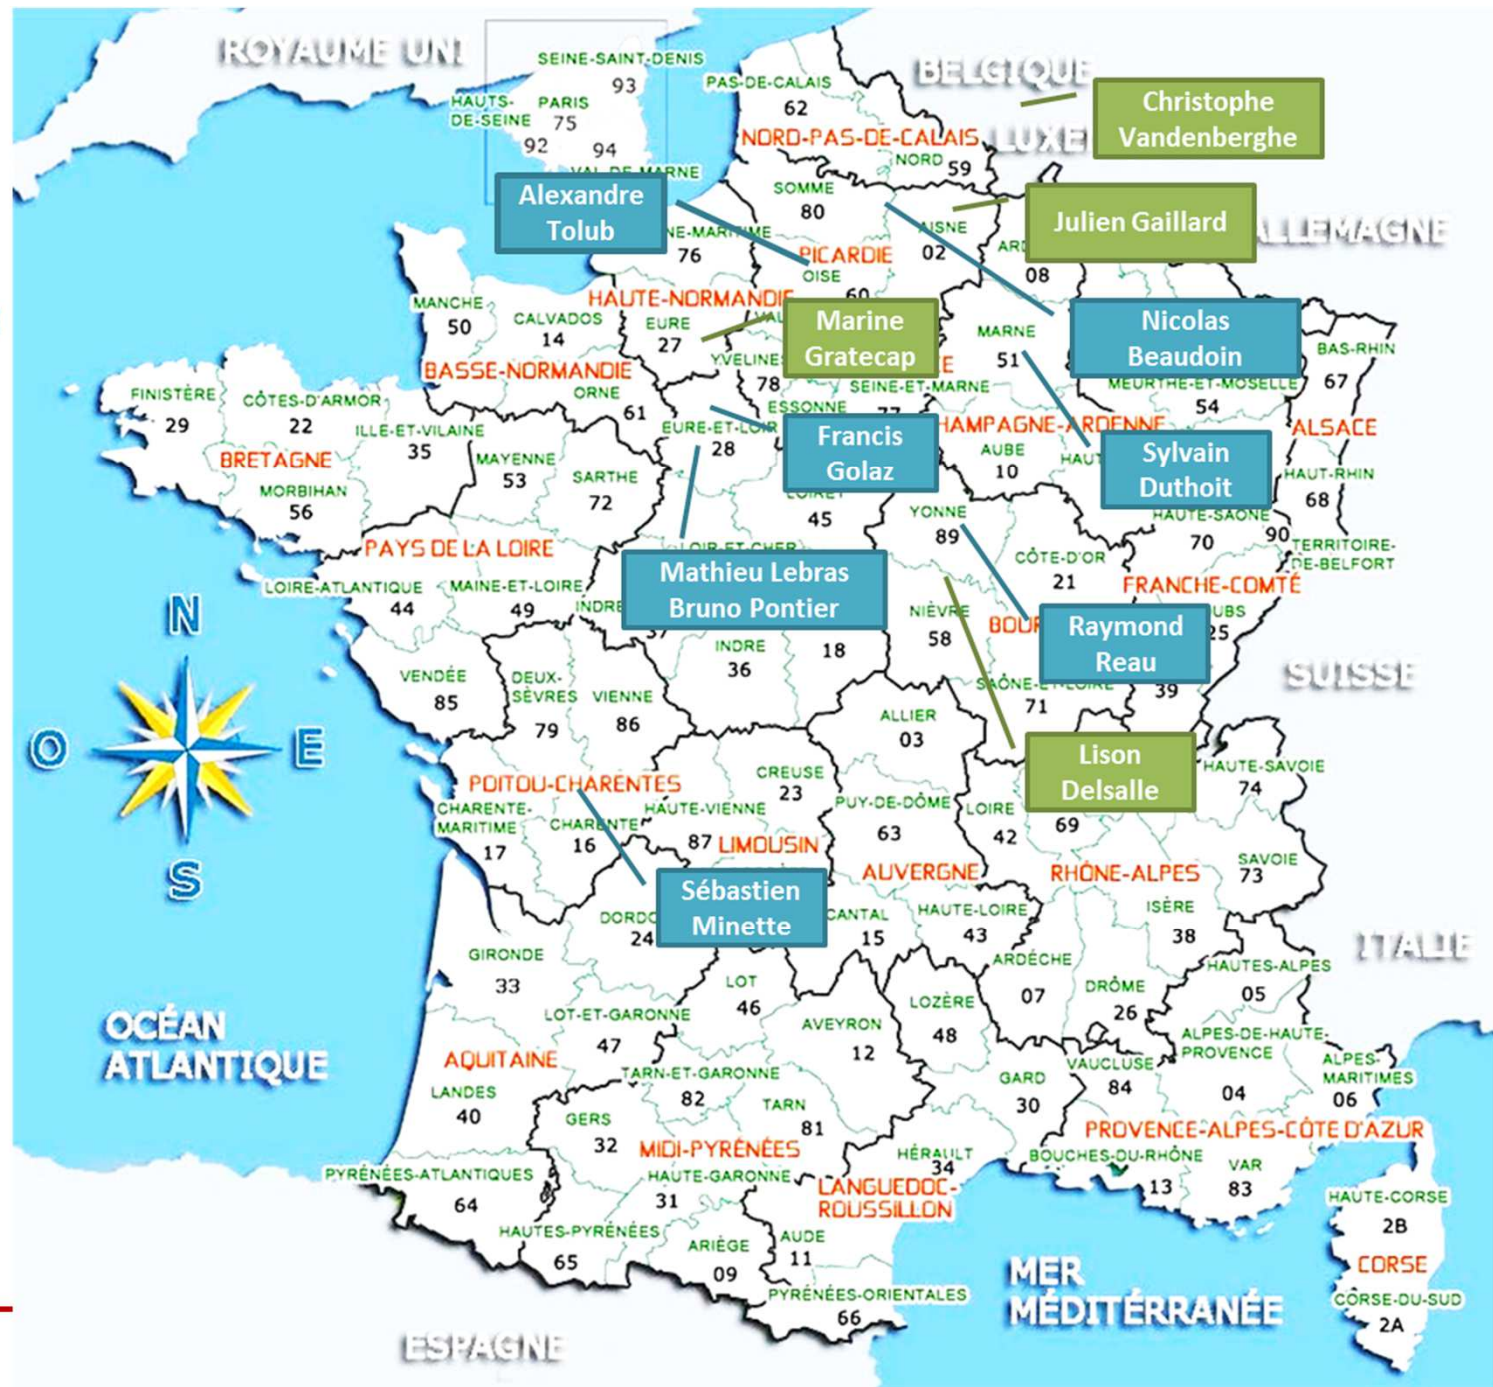 ROYAUME UNI
SEINE-SAINT-DENIS
93
HAUTS-
DE-SEINE
92
PARIS
75
94
VAL-DE-MARNE
PAS-DE-CALAIS
62
BELGIQUE
Christophe
Vandenberghe
NORD-PAS-DE-CALAIS
NORD 59
Alexandre
Tolub
SOMME
80
AISNE
02
Julien Gaillard
08
ALLEMAGNE
76
PICARDIE
OISE
60
MANCHE
50
CALVADOS
14
HAUTE-NORMANDIE
EURE
27
Marine
Gratecap
MARNE
51
Nicolas
Beaudoin
BAS-RHIN
67
BASSE-NORMANDIE
ORNE
61
YVELINES
78
SEINE-ET-MARNE
77
MEURTHE-ET-MOSELLE
54
FINISTÈRE
29
CÔTES-D'ARMOR
22
ILLE-ET-VILAINE
35
ESSONNE
EURE-ET-LOIR
28
Francis
Golaz
AUBE
10
Sylvain
Duthoit
ALSACE
BRETAGNE
MAYENNE
53
SARTHE
72
HAUT-RHIN
68
MORBIHAN
56
LOIRET
45
YONNE
89
HAUTE-SAÔNE
70
90
TERRITOIRE-
DE-BELFORT
PAYS DE LA LOIRE
LOIR-ET-CHER
CÔTE-D'OR
21
FRANCHE-COMTÉ
LOIRE-ATLANTIQUE
44
MAINE-ET-LOIRE
49
Mathieu Lebras
Bruno Pontier
NIÈVRE
58
Raymond
Reau
25
N
O
E
S
INDRE
36
18
VENDÉE
85
DEUX-
SÈVRES
79
VIENNE
86
SAÔNE-ET-LOIRE
71
39
SUISSE
ALLIER
03
Lison
Delsalle
HAUTE-SAVOIE
74
POITOU-CHARENTES
CREUSE
23
CHARENTE-
MARITIME
17
CHARENTE
16
HAUTE-VIENNE
87
LIMOUSIN
PUY-DE-DÔME
63
LOIRE
42
69
AUVERGNE
RHÔNE-ALPES
SAVOIE
73
Sébastien
Minette
24
CANTAL
15
HAUTE-LOIRE
43
ISÈRE
38
ITALIE
GIRONDE
33
LOT
46
LOZÈRE
48
ARDÉCHE
07
DRÔME
26
HAUTES-ALPES
05
OCÉAN
ATLANTIQUE
LOT-ET-GARONNE
47
AVEYRON
12
ALPES-DE-HAUTE-
PROVENCE
04
ALPES-
MARITIMES
06
AQUITAINE
LANDES
40
TARN-ET-GARONNE
82
TARN
81
GARD
30
VAUCLUSE
84
GERS
32
MIDI-PYRÉNÉES
PROVENCE-ALPES-CÔTE D'AZUR
HÉRAULT
34
BOUCHES-DU-RHÔNE
13
VAR
83
PYRÉNÉES-ATLANTIQUES
64
HAUTE-GARONNE
31
LANGUEDOC-
ROUSSILLON
HAUTE-CORSE
2B
HAUTES-PYRÉNÉES
65
ARIÈGE
09
AUDE
11
CORSE
MER
MÉDITÉRRANÉE
PYRÉNÉES-ORIENTALES
66
CORSE-DU-SUD
2A
ESPAGNE